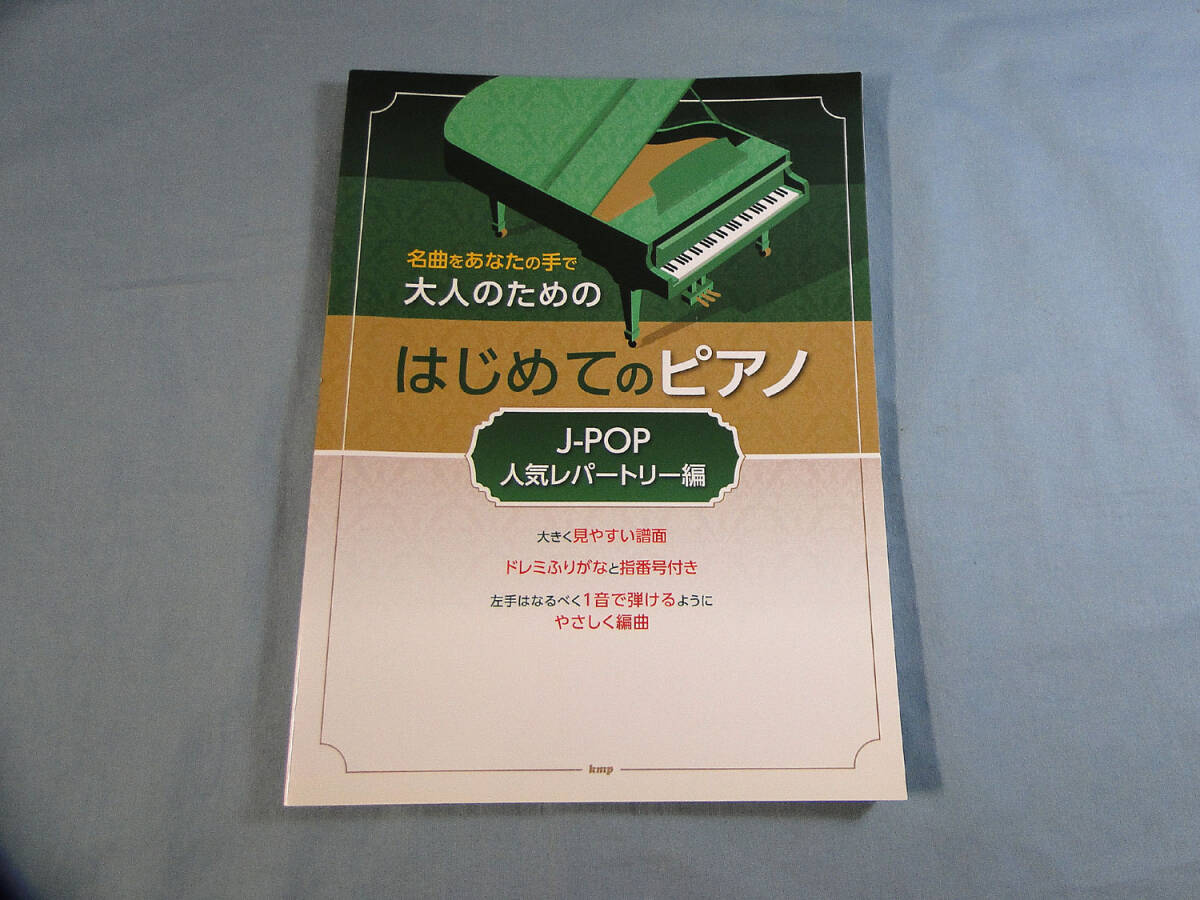 名曲をあなたの手で
大人のための
はじめてのピアノ
J-POP
人気レパートリー編
大きく見やすい譜面
ドレミふりがなと指番号付き
左手はなるべく1音で弾けるように
やさしく編曲
kmp